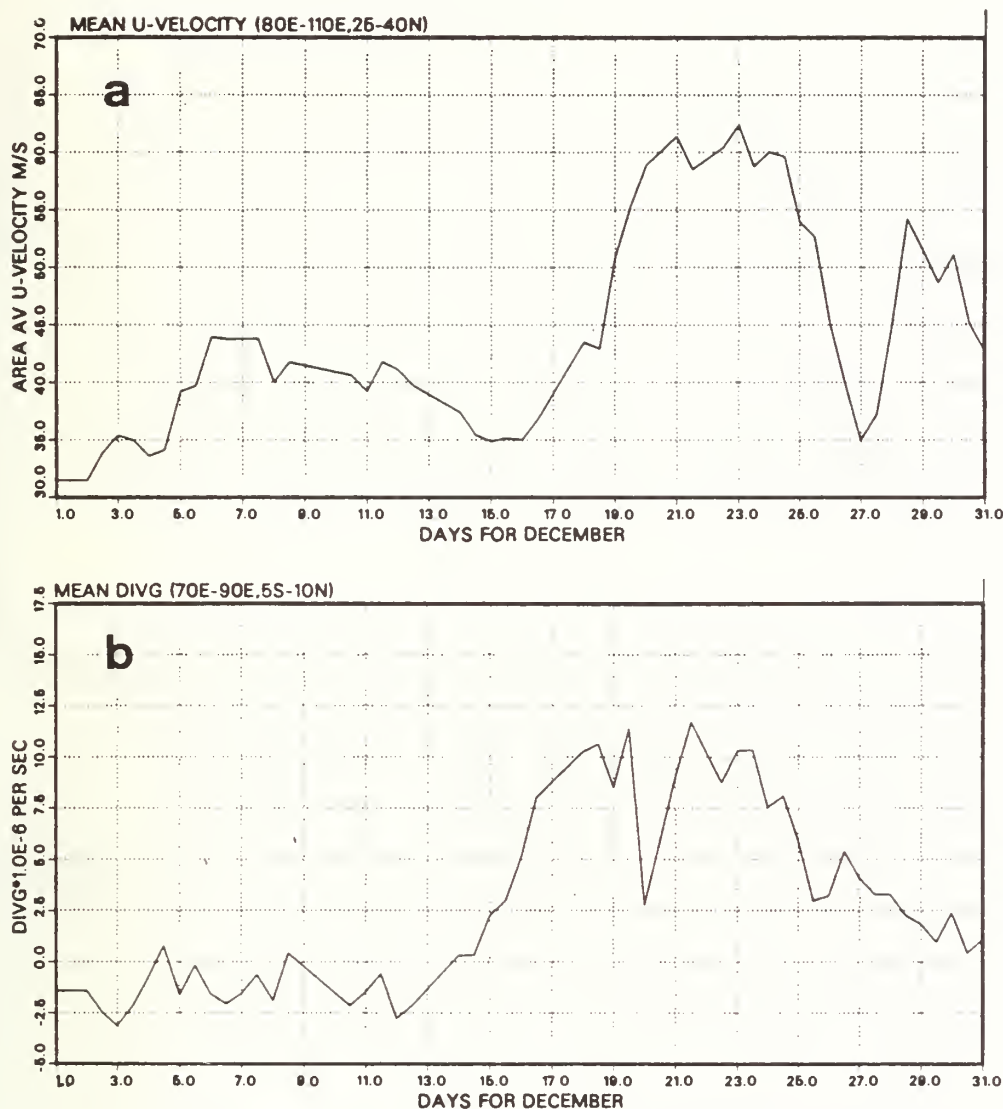 MEAN U-VELOCITY (80E-110E,25-40N)
a
AREA AV U-VELOCITY M/S
70.0
65.0
60.0
55.0
50.0
45.0
40.0
35.0
30.0
1.0 3.0 5.0 7.0 9.0 11.0 13.0 15.0 17.0 19.0 21.0 23.0 25.0 27.0 29.0 31.0
DAYS FOR DECEMBER
MEAN DIVG (70E-90E,5S-10N)
b
DIVG*10E-6 PER SEC
17.5
15.0
12.5
10.0
7.5
5.0
2.5
0.0
-2.5
-5.0
1.0 3.0 5.0 7.0 9.0 11.0 13.0 15.0 17.0 19.0 21.0 23.0 25.0 27.0 29.0 31.0
DAYS FOR DECEMBER